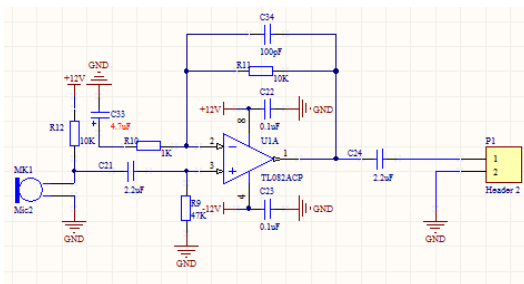 C34
100pF
R11
10K
+12V
GND
C33
4.7uF
R12
10K
R10
1K
+12V
C22
0.1uF
GND
8
2
U1A
1
3
TL082ACP
4
MK1
Mic2
C21
2.2uF
GND
R9
47K
GND
-12V
C23
0.1uF
GND
C24
2.2uF
P1
1
2
Header 2
GND